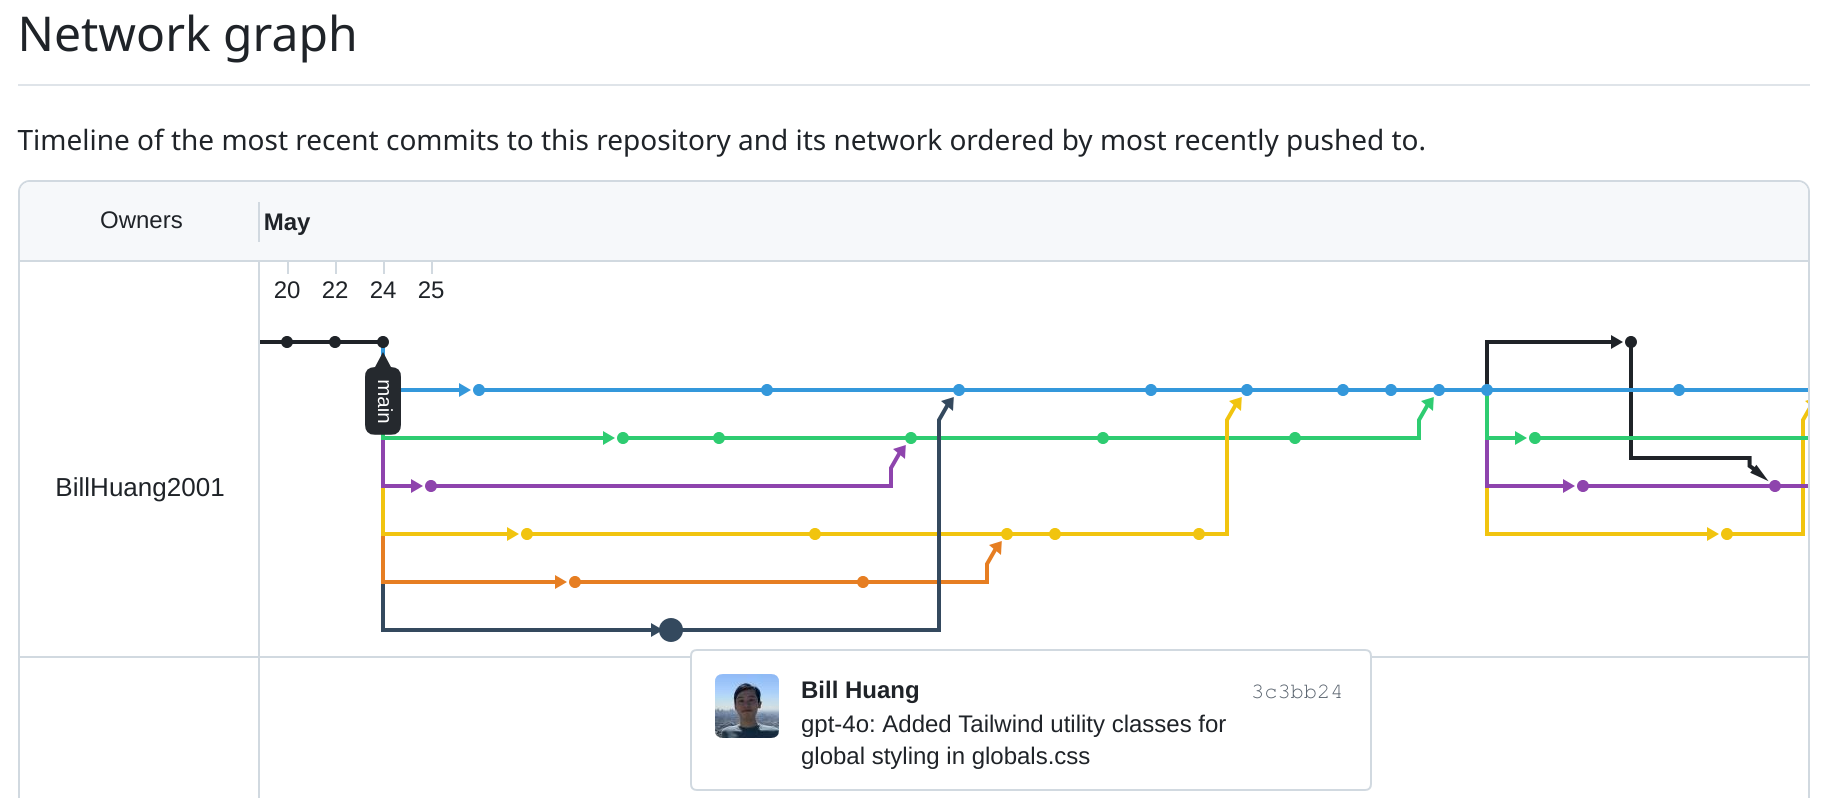 Network graph
Timeline of the most recent commits to this repository and its network ordered by most recently pushed to.
Owners
May
20 22 24 25
main
BillHuang2001
Bill Huang 3c3bb24
gpt-4o: Added Tailwind utility classes for
global styling in globals.css